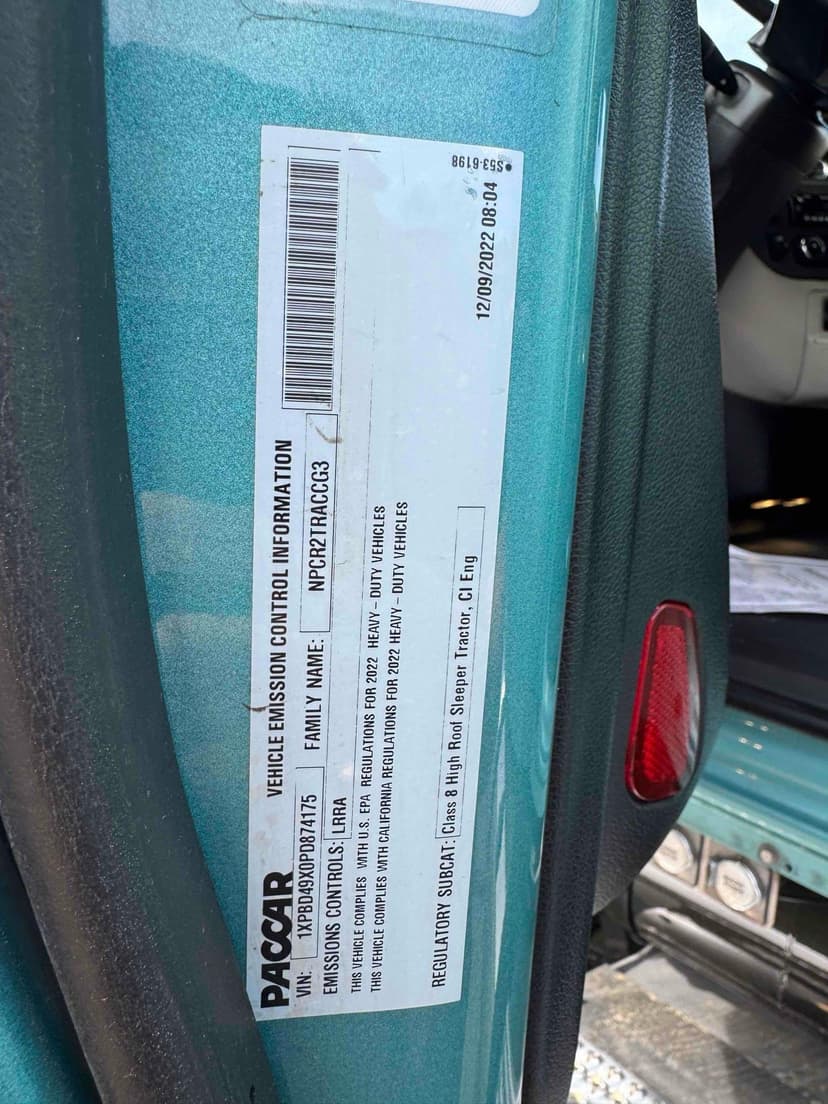 PACCAR
VEHICLE EMISSION CONTROL INFORMATION
VIN: 1XPBD49X0PD874175 FAMILY NAME: NPCR2TRACCG3
EMISSIONS CONTROLS: LRRA
THIS VEHICLE COMPLIES WITH U.S. EPA REGULATIONS FOR 2022 HEAVY-DUTY VEHICLES
THIS VEHICLE COMPLIES WITH CALIFORNIA REGULATIONS FOR 2022 HEAVY-DUTY VEHICLES
REGULATORY SUBCAT: Class 8 High Roof Sleeper Tractor, CI Eng
12/09/2022 08:04
S53-6198